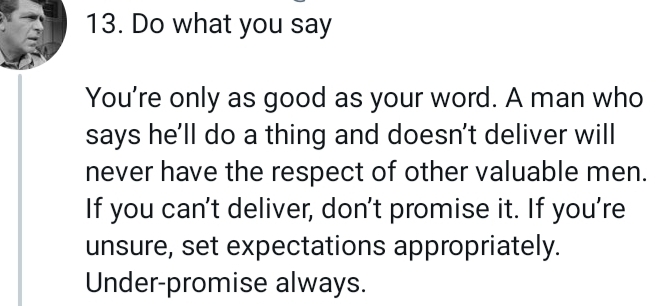 13. Do what you say
You’re only as good as your word. A man who
says he’ll do a thing and doesn’t deliver will
never have the respect of other valuable men.
If you can’t deliver, don’t promise it. If you’re
unsure, set expectations appropriately.
Under-promise always.